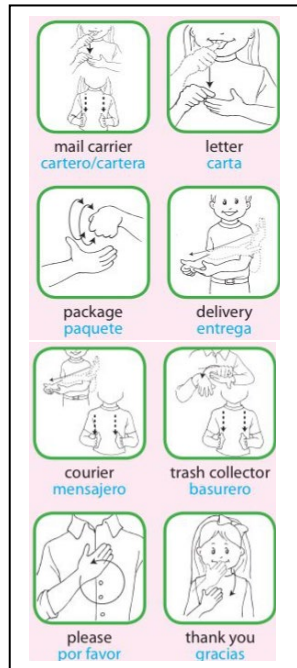 mail carrier
cartero/cartera
letter
carta
package
paquete
delivery
entrega
courier
mensajero
trash collector
basurero
please
por favor
thank you
gracias